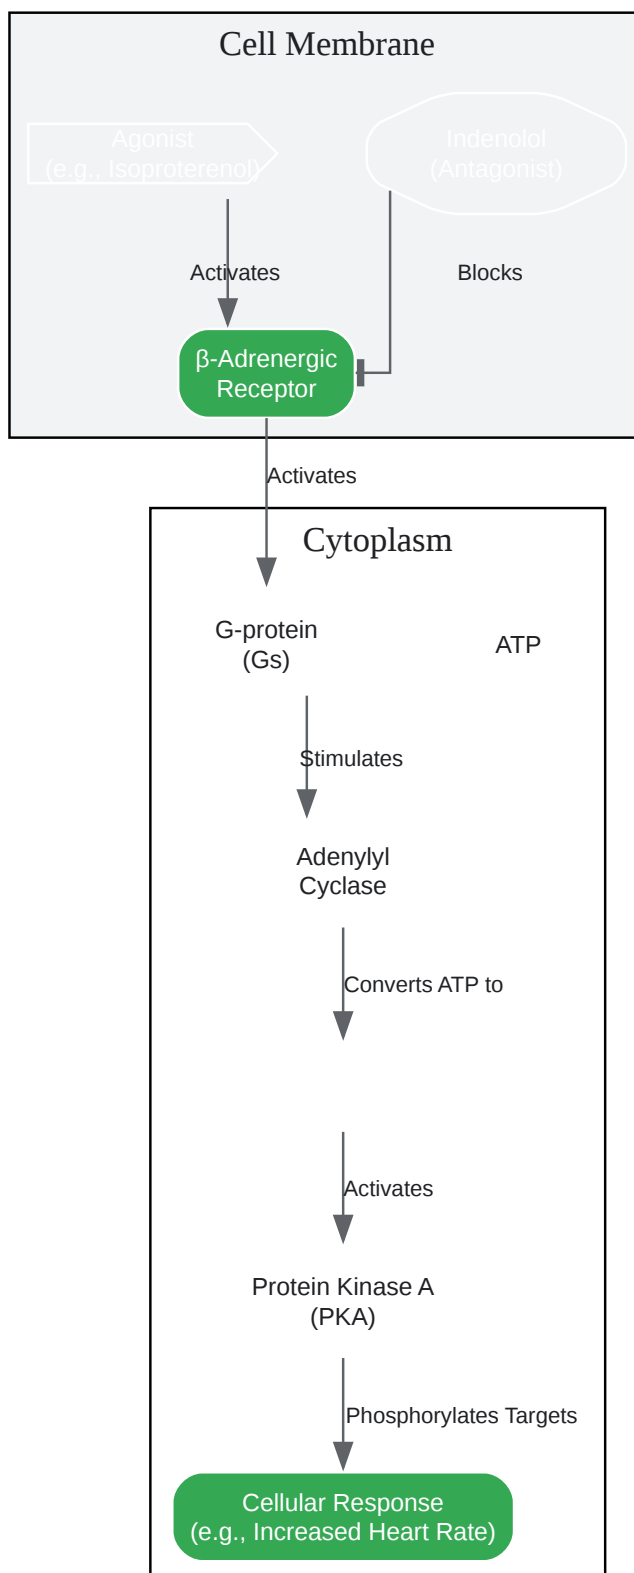 Cell Membrane
Agonist
(e.g., Isoproterenol)
Indenolol
(Antagonist)
Activates
Blocks
β-Adrenergic
Receptor
Activates
Cytoplasm
G-protein
(Gs)
ATP
Stimulates
Adenylyl
Cyclase
Converts ATP to
Activates
Protein Kinase A
(PKA)
Phosphorylates Targets
Cellular Response
(e.g., Increased Heart Rate)